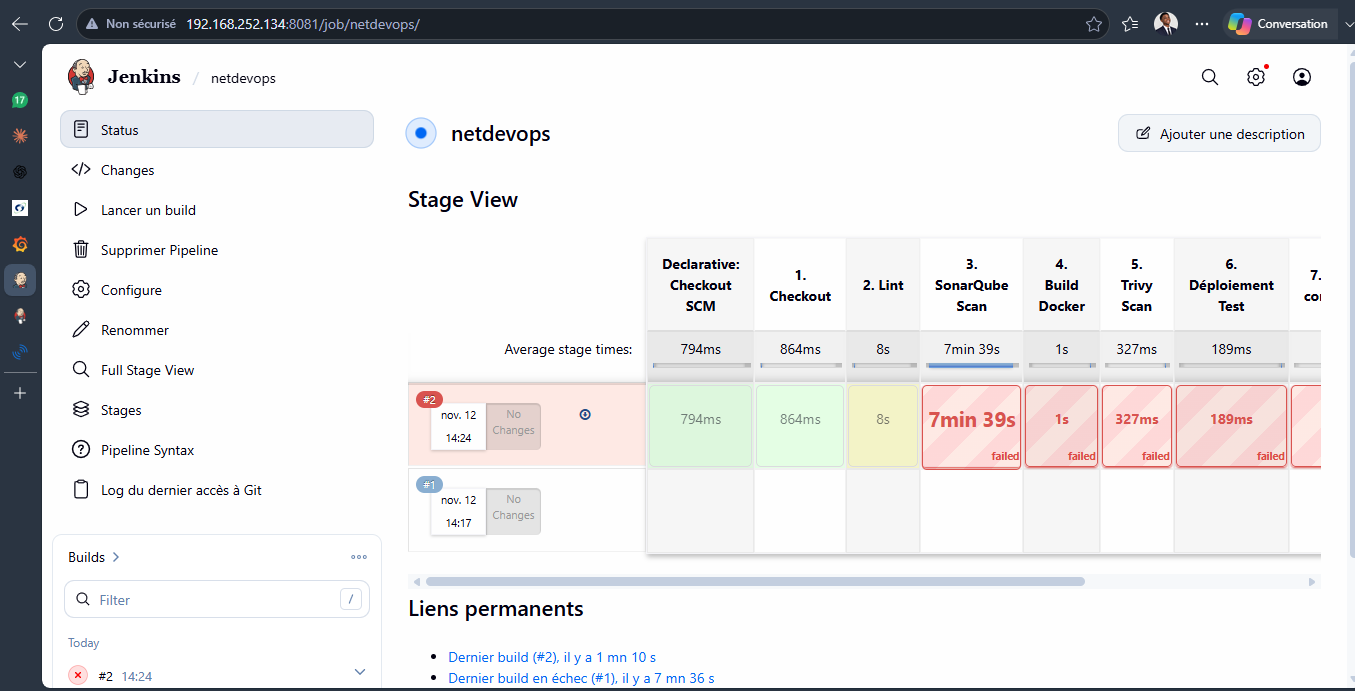 Non sécurisé 192.168.252.134:8081/job/netdevops/
Conversation
17
Jenkins / netdevops
Status
Changes
Lancer un build
Supprimer Pipeline
Configure
Renommer
Full Stage View
Stages
Pipeline Syntax
Log du dernier accès à Git
Builds
Filter
/
Today
#2 14:24
netdevops
Ajouter une description
Stage View
Declarative:
Checkout
SCM
1.
Checkout
2. Lint
3.
SonarQube
Scan
4.
Build
Docker
5.
Trivy
Scan
6.
Déploiement
Test
7.
Average stage times:
794ms
864ms
8s
7min 39s
1s
327ms
189ms
#2
nov. 12
14:24
No
Changes
794ms
864ms
8s
7min 39s
failed
1s
failed
327ms
failed
189ms
failed
#1
nov. 12
14:17
No
Changes
Liens permanents
Dernier build (#2), il y a 1 mn 10 s
Dernier build en échec (#1), il y a 7 mn 36 s